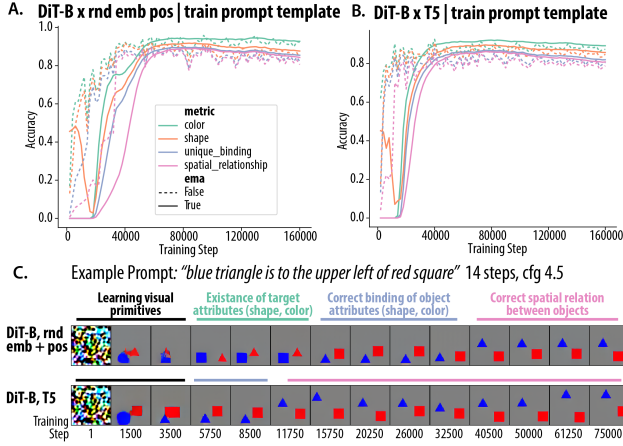 A. DiT-B x rnd emb pos | train prompt template
B. DiT-B x T5 | train prompt template
1.0
0.8
0.6
0.4
0.2
0.0
Accuracy
metric
color
shape
unique_binding
spatial_relationship
ema
False
True
0 40000 80000 120000 160000
Training Step
0.8
0.6
0.4
0.2
0.0
Accuracy
0 40000 80000 120000 160000
Training Step
C. Example Prompt: “blue triangle is to the upper left of red square” 14 steps, cfg 4.5
Learning visual primitives
Existance of target attributes (shape, color)
Correct binding of object attributes (shape, color)
Correct spatial relation between objects
DiT-B, rnd
emb + pos
DiT-B, T5
Training
Step 1 1500 3500 5750 8500 11750 15750 20250 26000 32500 40500 50000 61250 75000